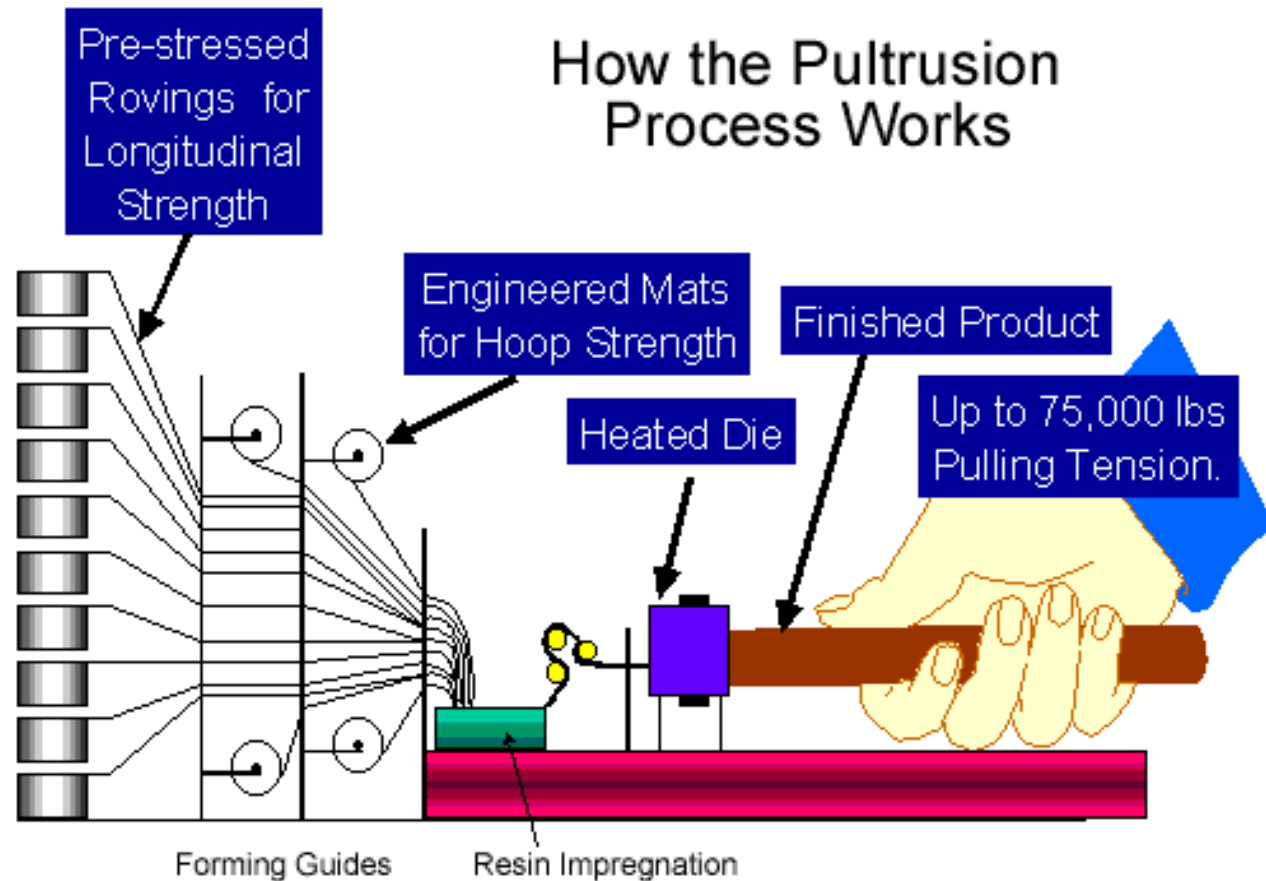 How the Pultrusion
Process Works
Pre-stressed
Rovings for
Longitudinal
Strength
Engineered Mats
for Hoop Strength
Finished Product
Heated Die
Up to 75,000 lbs
Pulling Tension.
Forming Guides
Resin Impregnation